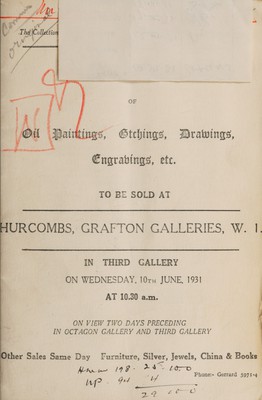 The Collection
OF
Oil Paintings, Etchings, Drawings,
Engravings, etc.
TO BE SOLD AT
HURCOMBS, GRAFTON GALLERIES, W. 1.
IN THIRD GALLERY
ON WEDNESDAY, 10TH JUNE, 1931
AT 10.30 a.m.
ON VIEW TWO DAYS PRECEDING
IN OCTAGON GALLERY AND THIRD GALLERY
Other Sales Same Day Furniture, Silver, Jewels, China & Books
Phone:- Gerrard 5971-4